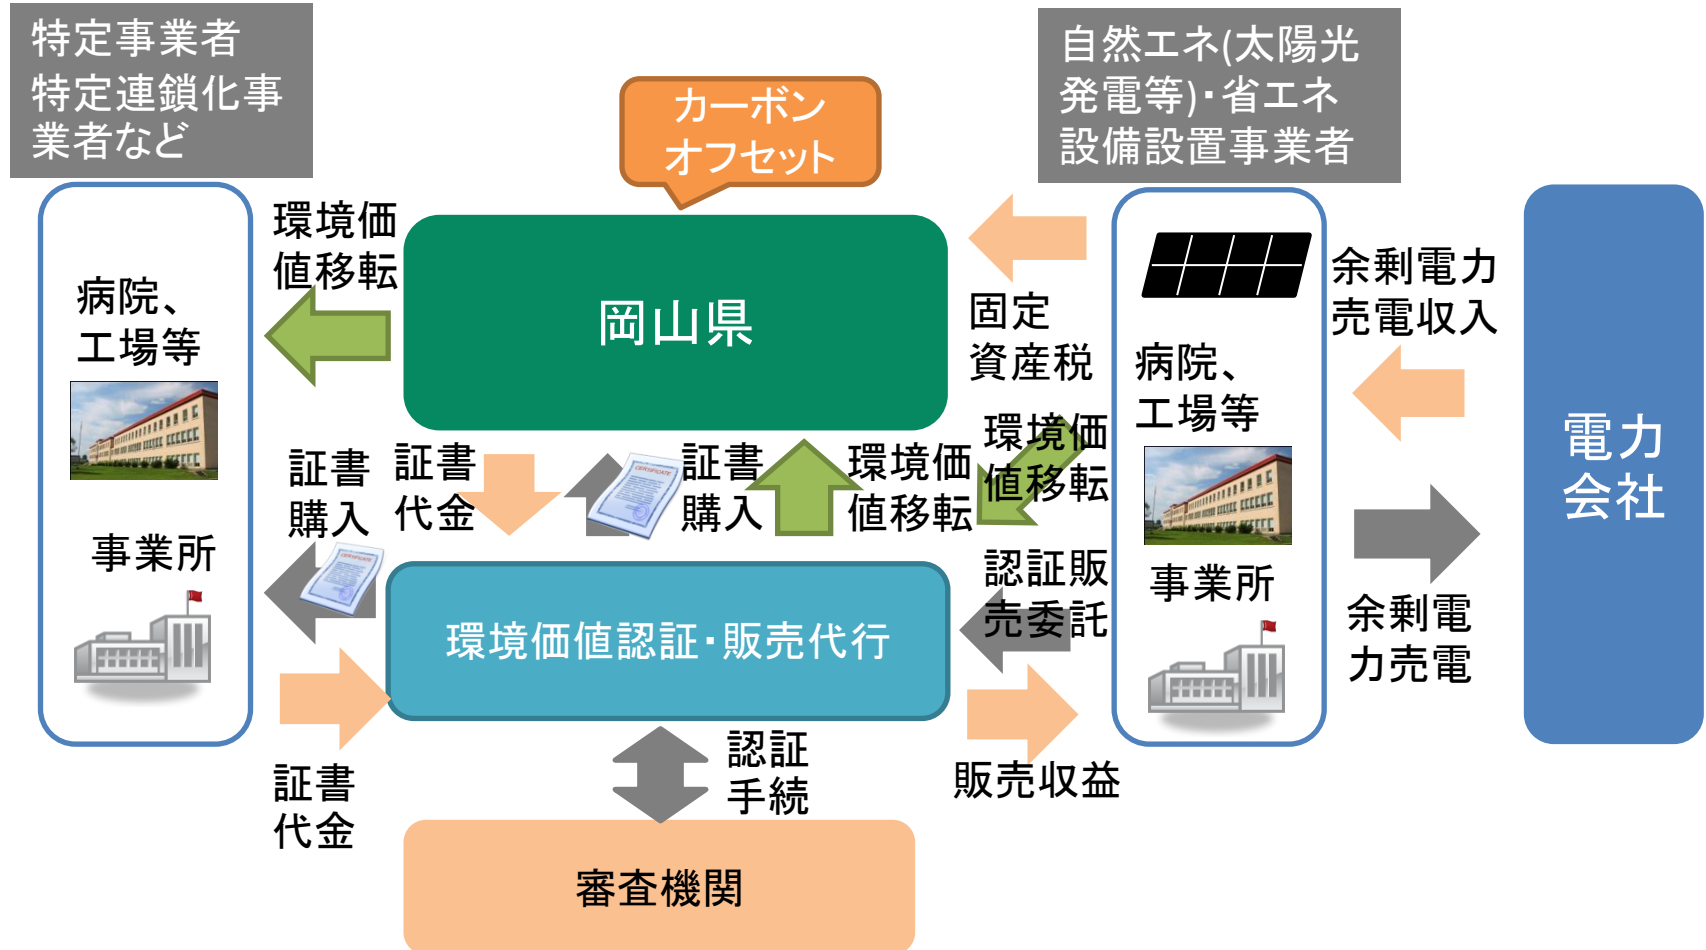 特定事業者
特定連鎖化事
業者など
カーボン
オフセット
自然エネ(太陽光
発電等)・省エネ
設備設置事業者
環境価
値移転
病院、
工場等
事業所
岡山県
固定
資産税
病院、
工場等
事業所
余剰電力
売電収入
電力
会社
余剰電
力売電
証書
購入
証書
代金
CERTIFICATE
証書
購入
環境価
値移転
環境価
値移転
CERTIFICATE
認証販
売委託
環境価値認証・販売代行
証書
代金
認証
手続
販売収益
審査機関